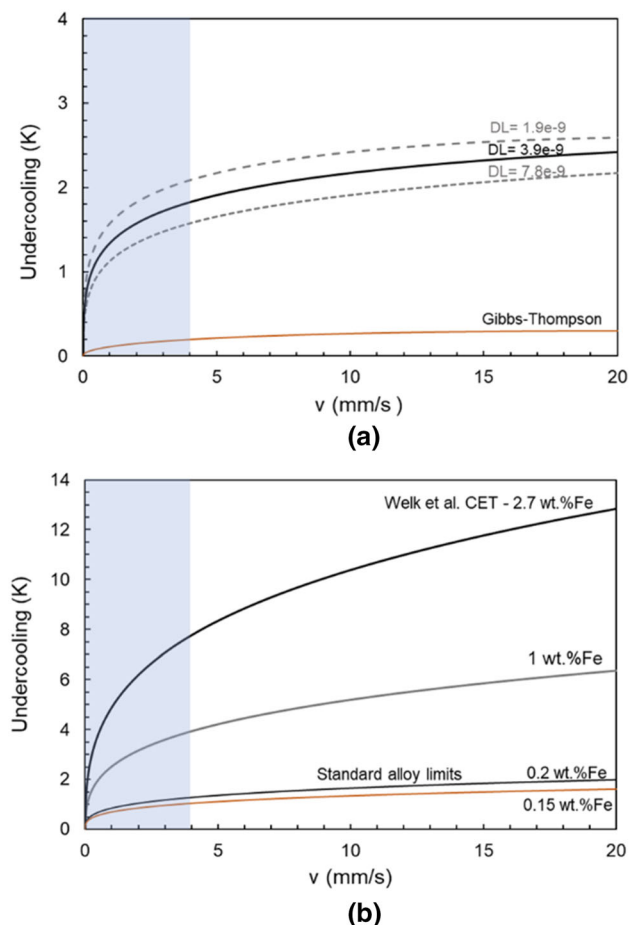 4
3
2
1
0
Undercooling (K)
DL= 1.9e-9
DL= 3.9e-9
DL= 7.8e-9
Gibbs-Thompson
0 5 10 15 20
v (mm/s )
(a)
14
12
10
8
6
4
2
0
Undercooling (K)
Welk et al. CET - 2.7 wt.%Fe
1 wt.%Fe
Standard alloy limits
0.2 wt.%Fe
0.15 wt.%Fe
0 5 10 15 20
v (mm/s)
(b)